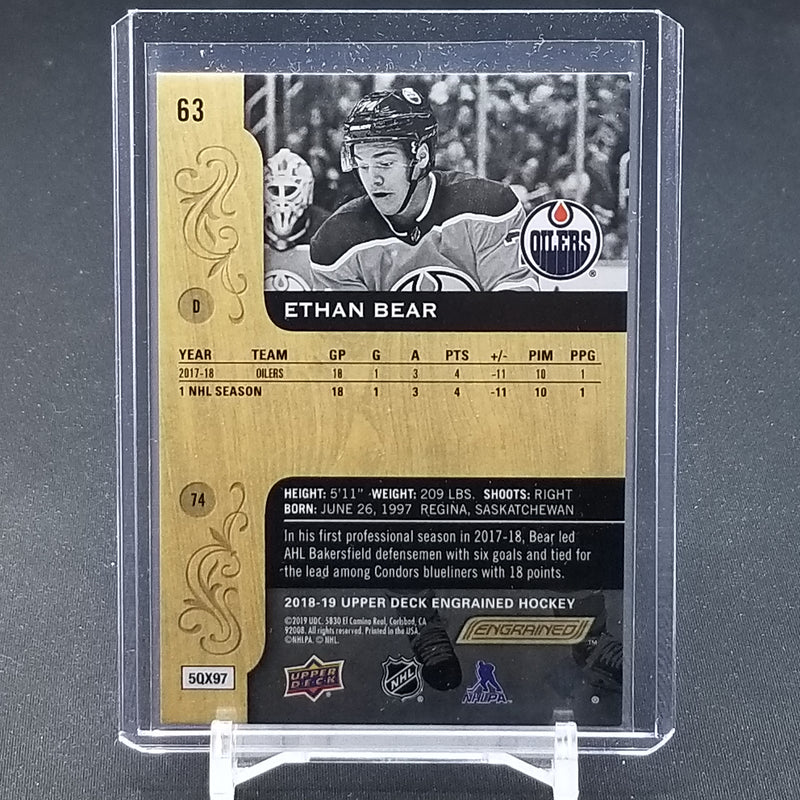 63
OILERS
®
D
ETHAN BEAR
YEAR TEAM GP G A PTS +/- PIM PPG
2017-18 OILERS 18 1 3 4 -11 10 1
1 NHL SEASON 18 1 3 4 -11 10 1
74
HEIGHT: 5'11" WEIGHT: 209 LBS. SHOOTS: RIGHT
BORN: JUNE 26, 1997 REGINA, SASKATCHEWAN
In his first professional season in 2017-18, Bear led
AHL Bakersfield defensemen with six goals and tied for
the lead among Condors blueliners with 18 points.
2018-19 UPPER DECK ENGRAINED HOCKEY
©2019 UDC. 5830 El Camino Real, Carlsbad, CA
92008. All rights reserved. Printed in the USA.
©NHLPA. © NHL.
ENGRAINED ™
5QX97
UPPER DECK
NHL ®
NHLPA
®